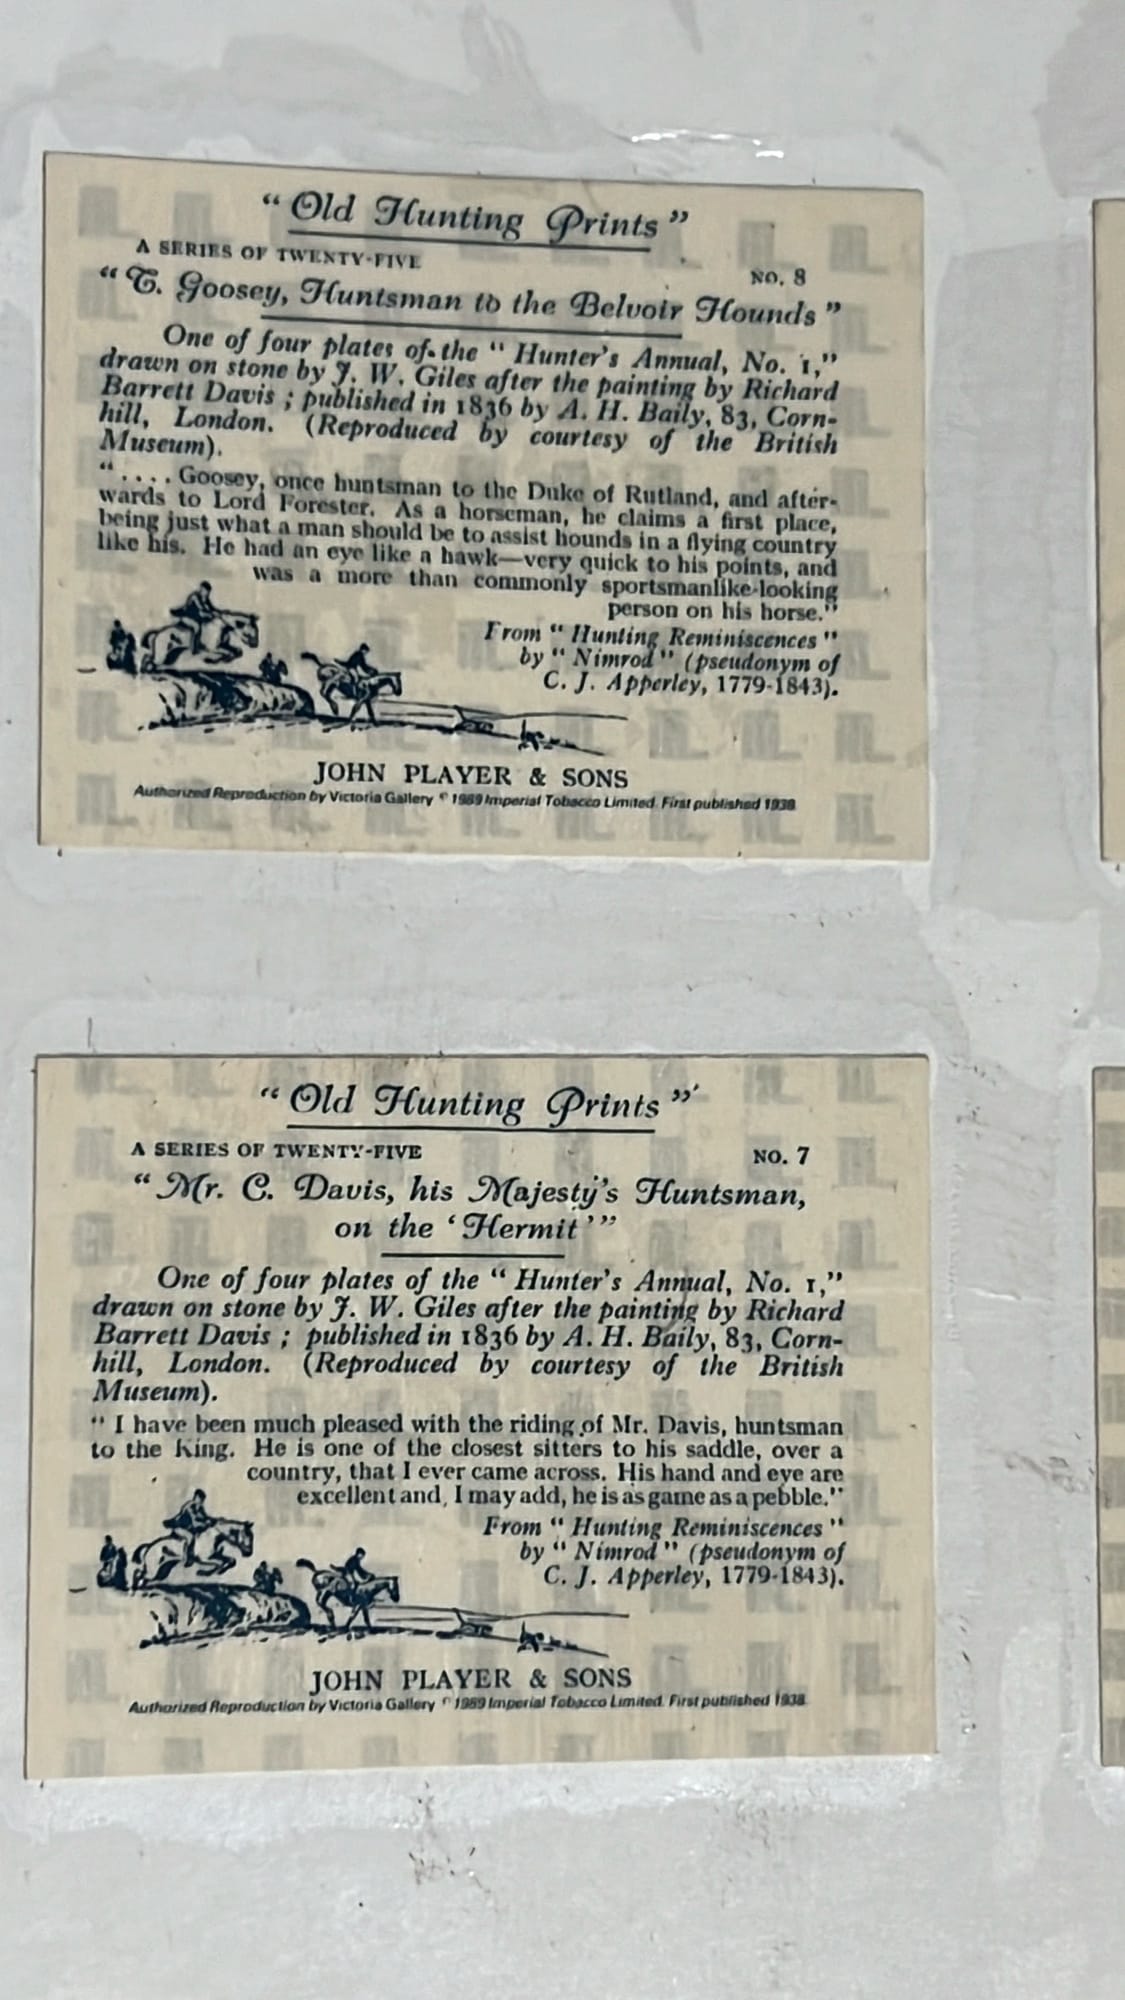 "Old Hunting Prints"
A SERIES OF TWENTY-FIVE NO. 8
"T. Goosey, Huntsman to the Belvoir Hounds"
One of four plates of the "Hunter's Annual, No. 1,"
drawn on stone by J. W. Giles after the painting by Richard
Barrett Davis ; published in 1836 by A. H. Baily, 83, Corn-
hill, London. (Reproduced by courtesy of the British
Museum).
".... Goosey, once huntsman to the Duke of Rutland, and after-
wards to Lord Forester. As a horseman, he claims a first place,
being just what a man should be to assist hounds in a flying country
like his. He had an eye like a hawk—very quick to his points, and
was a more than commonly sportsmanlike-looking
person on his horse."
From "Hunting Reminiscences"
by "Nimrod" (pseudonym of
C. J. Apperley, 1779-1843).
JOHN PLAYER & SONS
Authorized Reproduction by Victoria Gallery © 1989 Imperial Tobacco Limited. First published 1938.
"Old Hunting Prints"
A SERIES OF TWENTY-FIVE NO. 7
"Mr. C. Davis, his Majesty's Huntsman,
on the 'Hermit'"
One of four plates of the "Hunter's Annual, No. 1,"
drawn on stone by J. W. Giles after the painting by Richard
Barrett Davis ; published in 1836 by A. H. Baily, 83, Corn-
hill, London. (Reproduced by courtesy of the British
Museum).
"I have been much pleased with the riding of Mr. Davis, huntsman
to the King. He is one of the closest sitters to his saddle, over a
country, that I ever came across. His hand and eye are
excellent and, I may add, he is as game as a pebble."
From "Hunting Reminiscences"
by "Nimrod" (pseudonym of
C. J. Apperley, 1779-1843).
JOHN PLAYER & SONS
Authorized Reproduction by Victoria Gallery © 1989 Imperial Tobacco Limited. First published 1938.